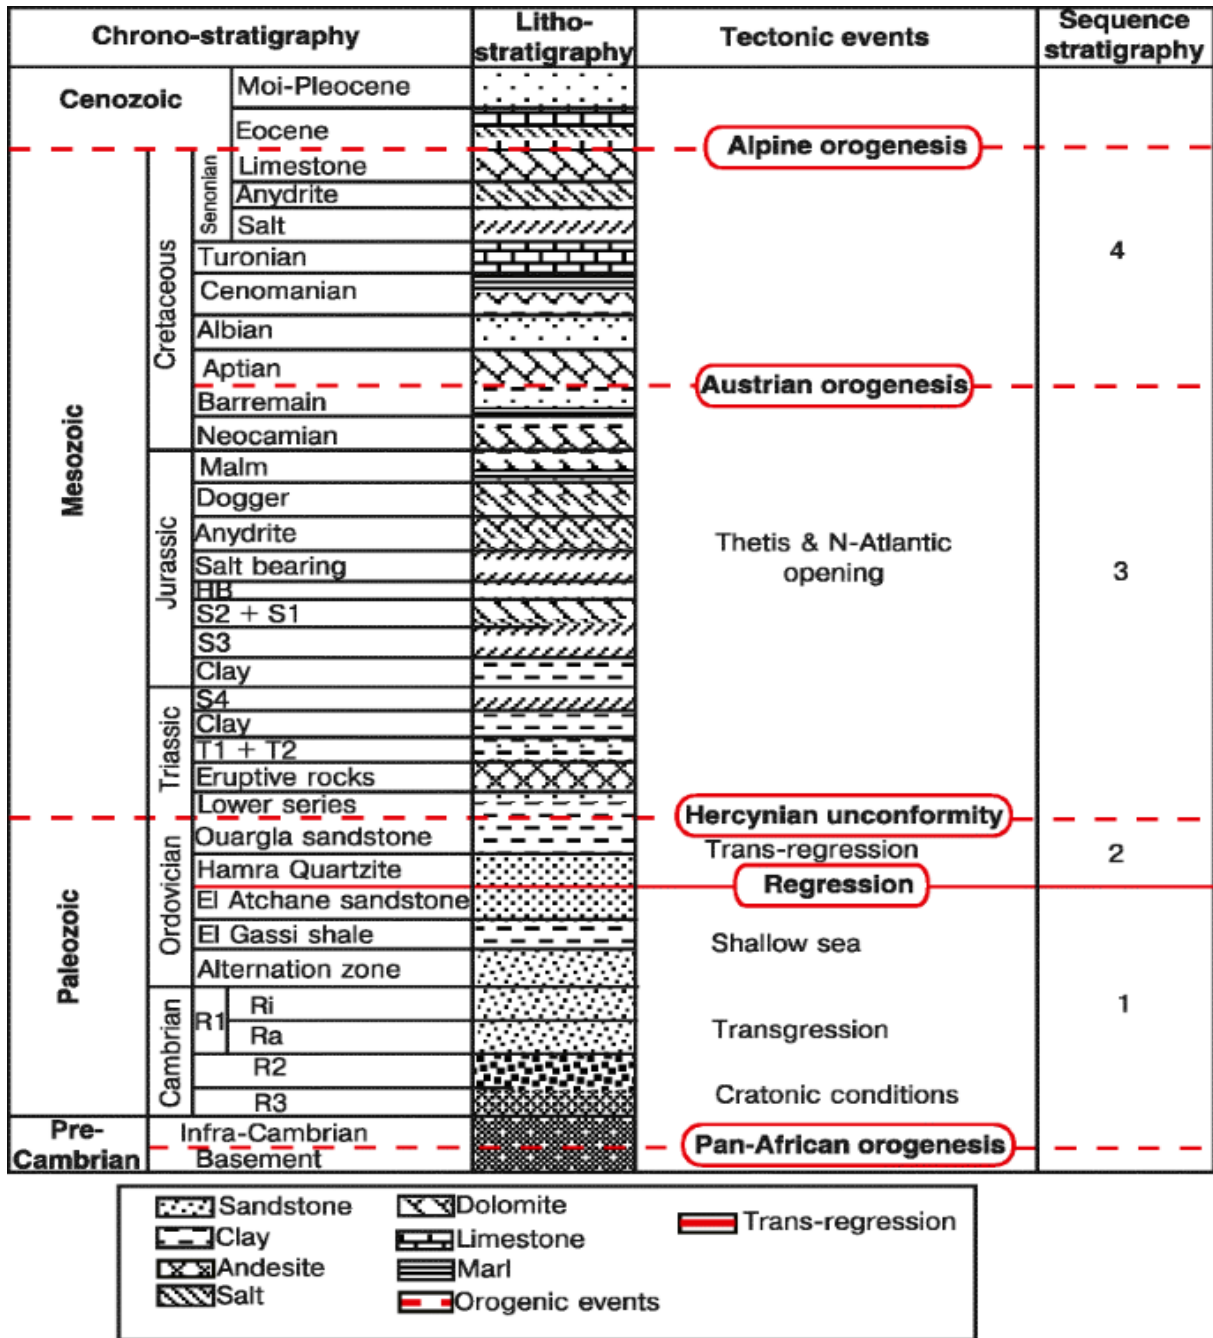 Chrono-stratigraphy
Litho-
stratigraphy
Tectonic events
Sequence
stratigraphy
Cenozoic
Moi-Pleocene
Eocene
Alpine orogenesis
Mesozoic
Cretaceous
Senonian
Limestone
Anydrite
Salt
Turonian
Cenomanian
Albian
Aptian
Barremain
Neocamian
4
Austrian orogenesis
Jurassic
Malm
Dogger
Anydrite
Salt bearing
HB
S2 + S1
S3
Clay
Thetis & N-Atlantic
opening
3
Triassic
S4
Clay
T1 + T2
Eruptive rocks
Lower series
Hercynian unconformity
Paleozoic
Ordovician
Ouargla sandstone
Hamra Quartzite
El Atchane sandstone
El Gassi shale
Alternation zone
Trans-regression
2
Regression
Shallow sea
Cambrian
R1
Ri
Ra
R2
R3
Transgression
Cratonic conditions
1
Pre-
Cambrian
Infra-Cambrian
Basement
Pan-African orogenesis
Sandstone
Clay
Andesite
Salt
Dolomite
Limestone
Marl
Orogenic events
Trans-regression